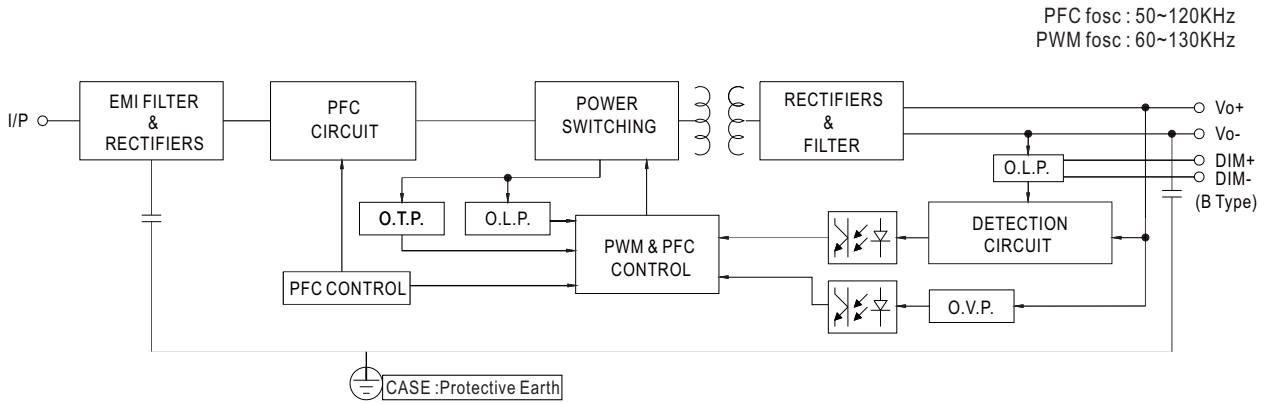 PFC fosc : 50~120KHz
PWM fosc : 60~130KHz
I/P
EMI FILTER
&
RECTIFIERS
PFC
CIRCUIT
POWER
SWITCHING
RECTIFIERS
&
FILTER
Vo+
Vo-
DIM+
DIM-
(B Type)
O.L.P.
O.T.P.
O.L.P.
DETECTION
CIRCUIT
PWM & PFC
CONTROL
PFC CONTROL
O.V.P.
CASE :Protective Earth